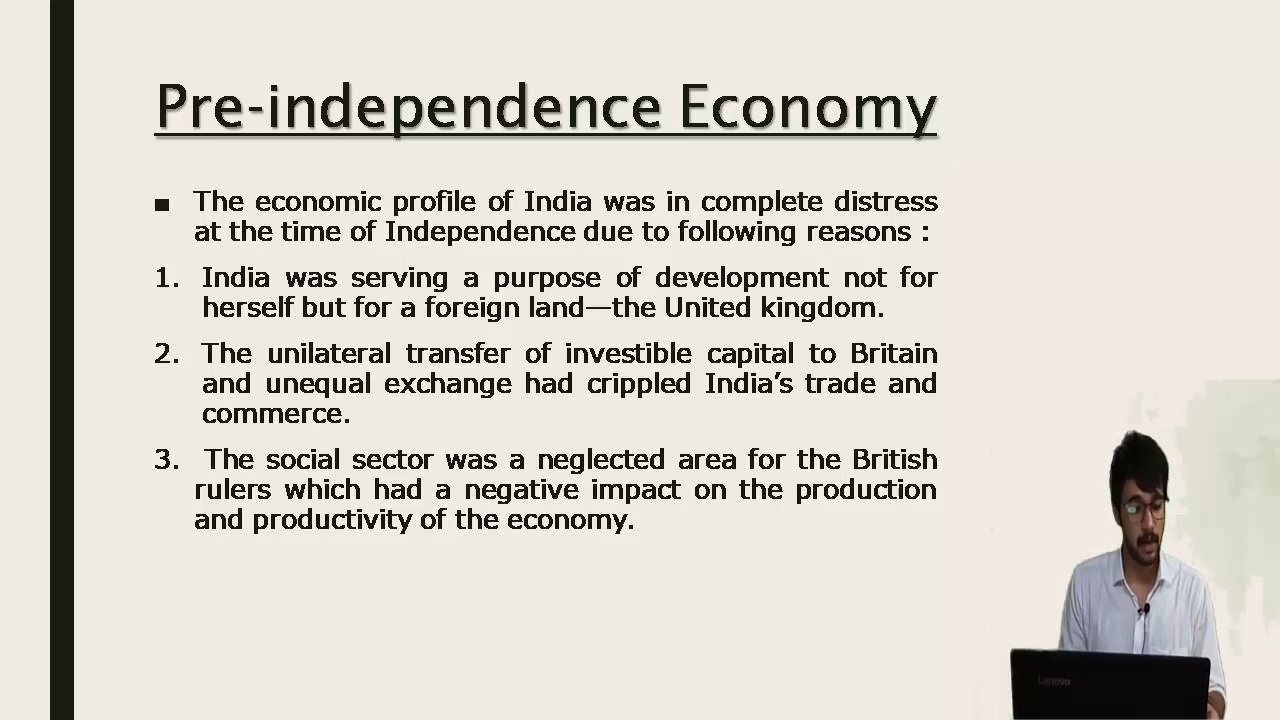 Pre-independence Economy
■ The economic profile of India was in complete distress
at the time of Independence due to following reasons :
1. India was serving a purpose of development not for
herself but for a foreign land—the United kingdom.
2. The unilateral transfer of investible capital to Britain
and unequal exchange had crippled India’s trade and
commerce.
3. The social sector was a neglected area for the British
rulers which had a negative impact on the production
and productivity of the economy.
Lenovo